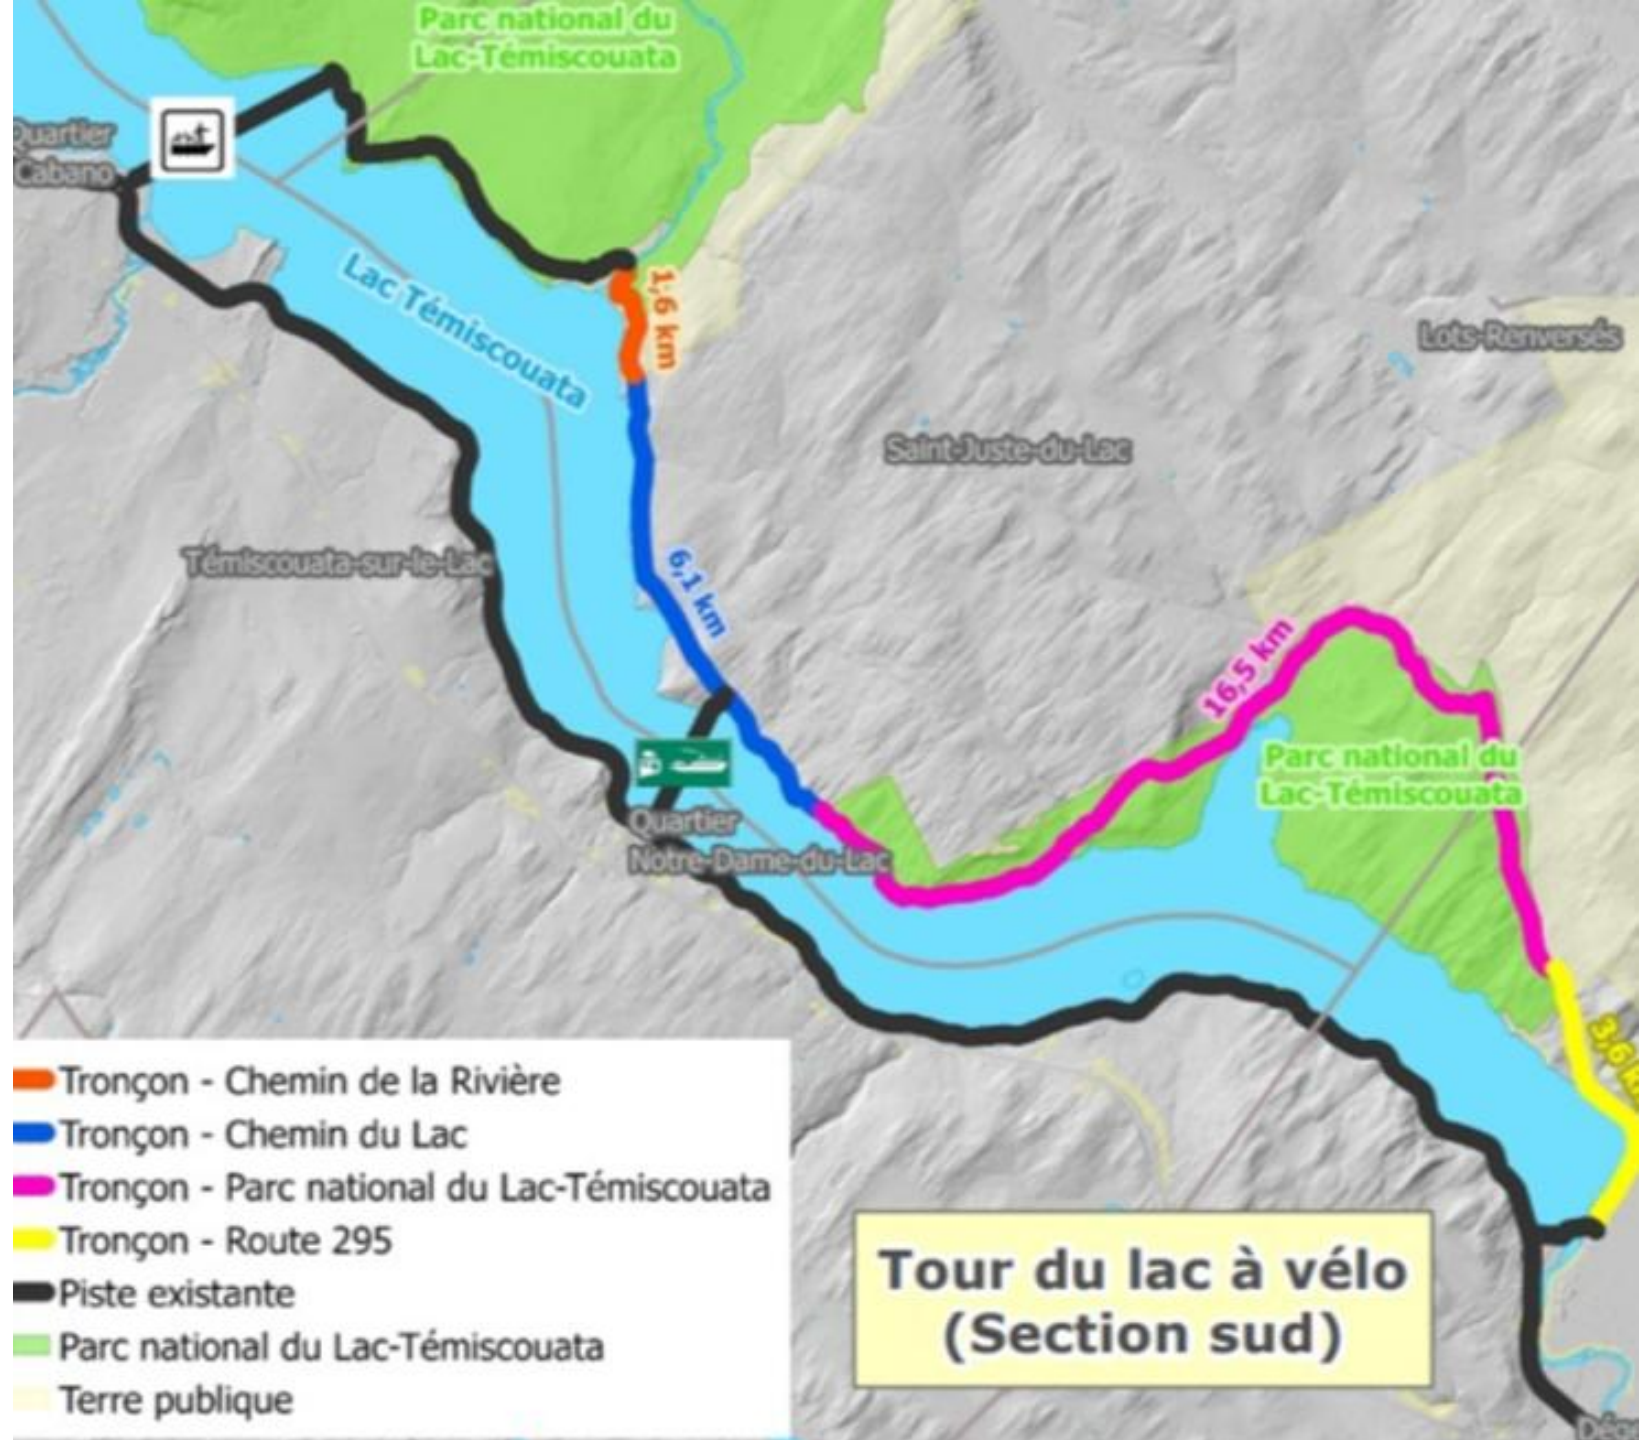 Parc national du
Lac-Témiscouata
Quartier
Cabano
Lac Témiscouata
1,6 km
Lots-Renversés
Saint-Juste-du-Lac
Témiscouata-sur-le-Lac
6,1 km
16,5 km
Parc national du
Lac-Témiscouata
Quartier
Notre-Dame-du-Lac
3,6 k
Tronçon - Chemin de la Rivière
Tronçon - Chemin du Lac
Tronçon - Parc national du Lac-Témiscouata
Tronçon - Route 295
Piste existante
Parc national du Lac-Témiscouata
Terre publique
Tour du lac à vélo
(Section sud)